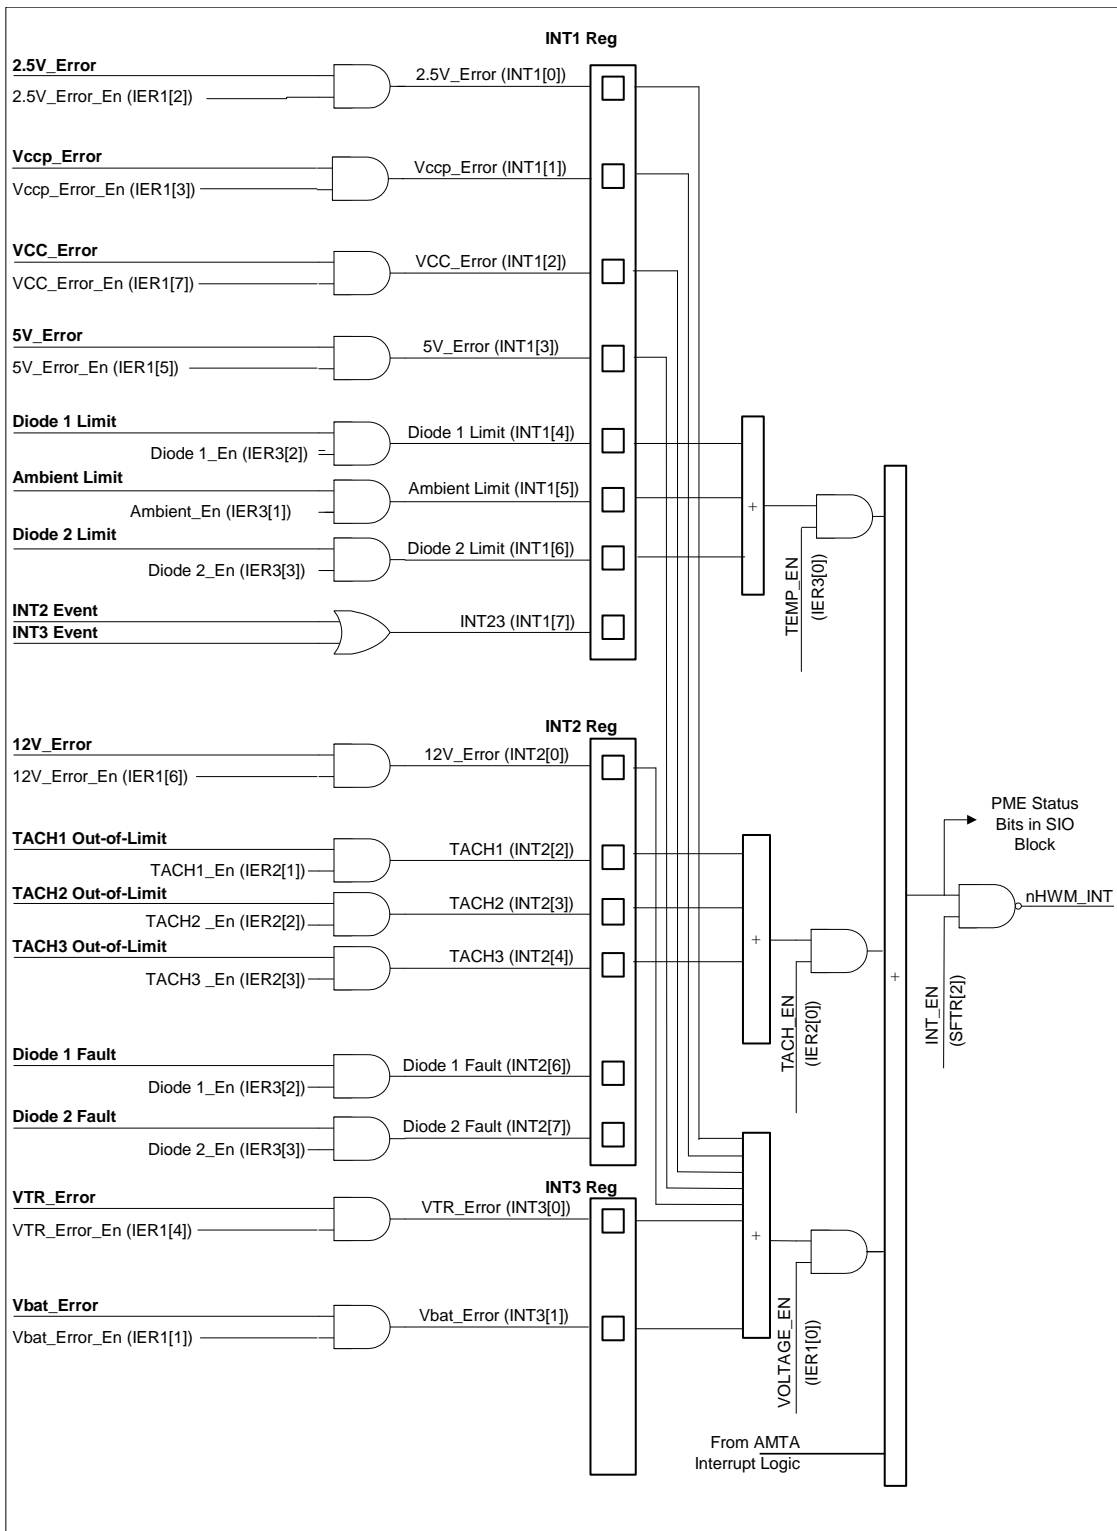 INT1 Reg
2.5V_Error
2.5V_Error_En (IER1[2])
2.5V_Error (INT1[0])
Vccp_Error
Vccp_Error_En (IER1[3])
Vccp_Error (INT1[1])
VCC_Error
VCC_Error_En (IER1[7])
VCC_Error (INT1[2])
5V_Error
5V_Error_En (IER1[5])
5V_Error (INT1[3])
Diode 1 Limit
Diode 1_En (IER3[2])
Diode 1 Limit (INT1[4])
Ambient Limit
Ambient_En (IER3[1])
Ambient Limit (INT1[5])
Diode 2 Limit
Diode 2_En (IER3[3])
Diode 2 Limit (INT1[6])
INT2 Event
INT3 Event
INT23 (INT1[7])
+
TEMP_EN
(IER3[0])
INT2 Reg
12V_Error
12V_Error_En (IER1[6])
12V_Error (INT2[0])
TACH1 Out-of-Limit
TACH1_En (IER2[1])
TACH1 (INT2[2])
TACH2 Out-of-Limit
TACH2 _En (IER2[2])
TACH2 (INT2[3])
TACH3 Out-of-Limit
TACH3 _En (IER2[3])
TACH3 (INT2[4])
+
TACH_EN
(IER2[0])
Diode 1 Fault
Diode 1_En (IER3[2])
Diode 1 Fault (INT2[6])
Diode 2 Fault
Diode 2_En (IER3[3])
Diode 2 Fault (INT2[7])
INT3 Reg
VTR_Error
VTR_Error_En (IER1[4])
VTR_Error (INT3[0])
Vbat_Error
Vbat_Error_En (IER1[1])
Vbat_Error (INT3[1])
+
VOLTAGE_EN
(IER1[0])
From AMTA
Interrupt Logic
+
PME Status
Bits in SIO
Block
nHWM_INT
INT_EN
(SFTR[2])